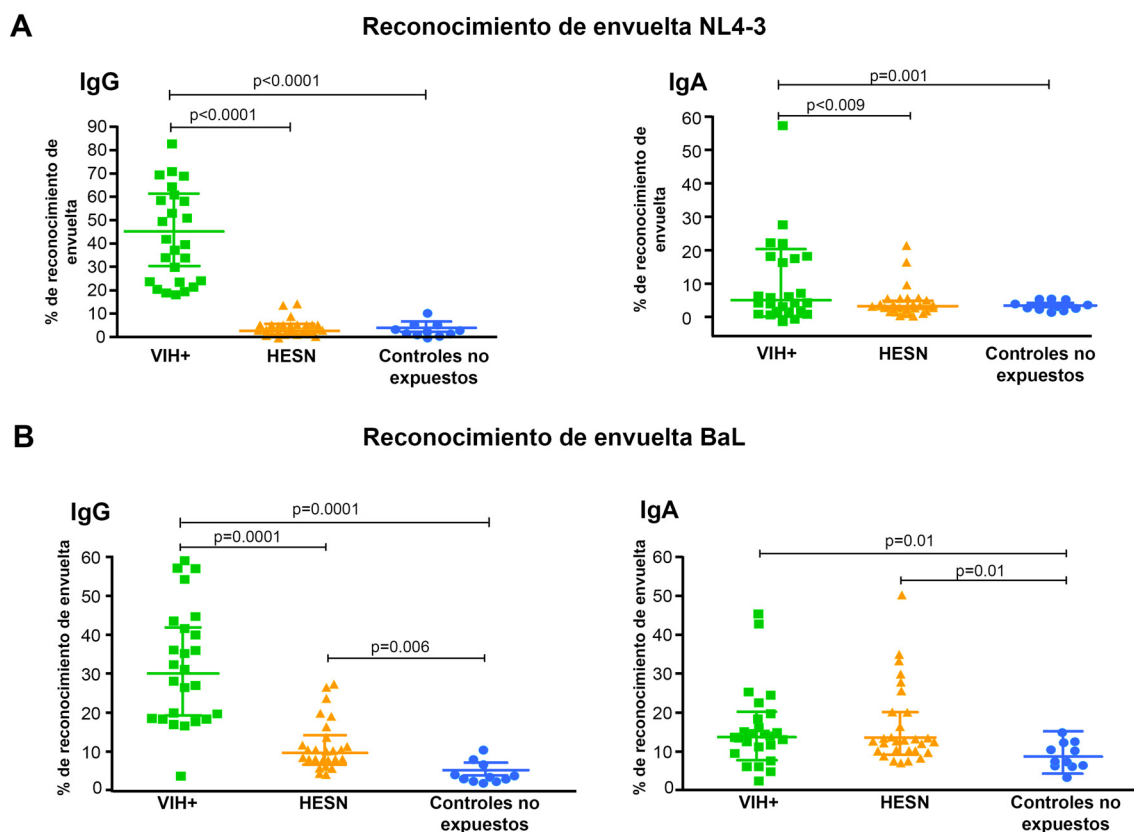 A
Reconocimiento de envuelta NL4-3
IgG
p<0.0001
p<0.0001
% de reconocimiento de
envuelta
90
80
70
60
50
40
30
20
10
0
VIH+
HESN
Controles no
expuestos
IgA
p=0.001
p<0.009
% de reconocimiento de
envuelta
60
50
40
30
20
10
0
VIH+
HESN
Controles no
expuestos
B
Reconocimiento de envuelta BaL
IgG
p=0.0001
p=0.0001
p=0.006
% de reconocimiento de envuelta
60
50
40
30
20
10
0
VIH+
HESN
Controles no
expuestos
IgA
p=0.01
p=0.01
% de reconocimiento de envuelta
60
50
40
30
20
10
0
VIH+
HESN
Controles no
expuestos